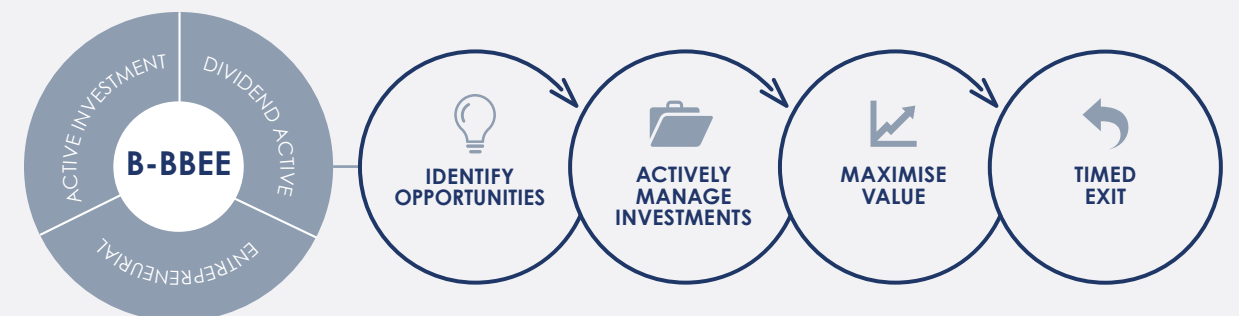 ACTIVE INVESTMENT
DIVIDEND ACTIVE
ENTREPRENEURIAL
B-BBEE
IDENTIFY
OPPORTUNITIES
ACTIVELY
MANAGE
INVESTMENTS
MAXIMISE
VALUE
TIMED
EXIT